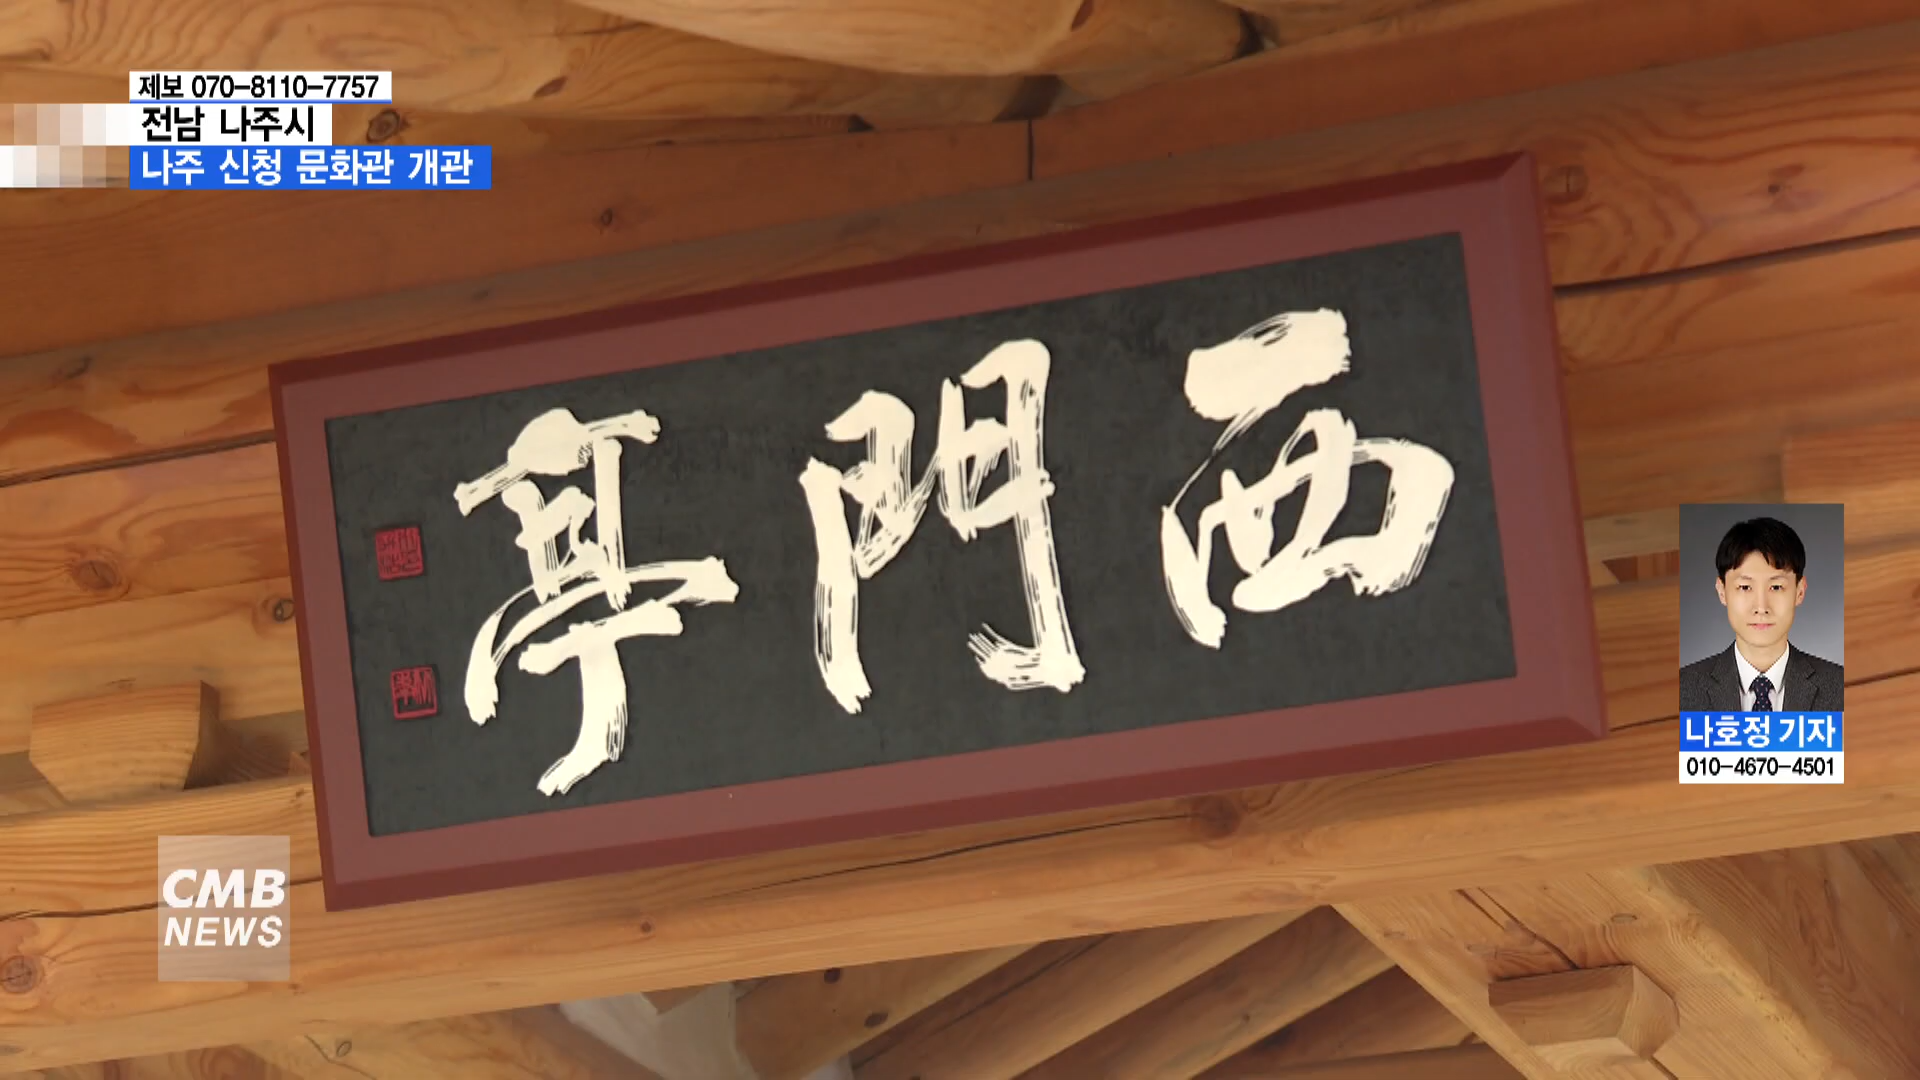 제보 070-8110-7757
전남 나주시
나주 신청 문화관 개관
西門亭
나호정 기자
010-4670-4501
CMB
NEWS